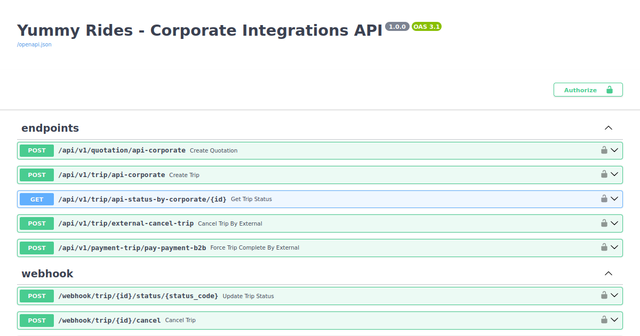 Yummy Rides - Corporate Integrations API 1.0.0 OAS 3.1
/openapi.json
Authorize
endpoints
POST /api/v1/quotation/api-corporate Create Quotation
POST /api/v1/trip/api-corporate Create Trip
GET /api/v1/trip/api-status-by-corporate/{id} Get Trip Status
POST /api/v1/trip/external-cancel-trip Cancel Trip By External
POST /api/v1/payment-trip/pay-payment-b2b Force Trip Complete By External
webhook
POST /webhook/trip/{id}/status/{status_code} Update Trip Status
POST /webhook/trip/{id}/cancel Cancel Trip